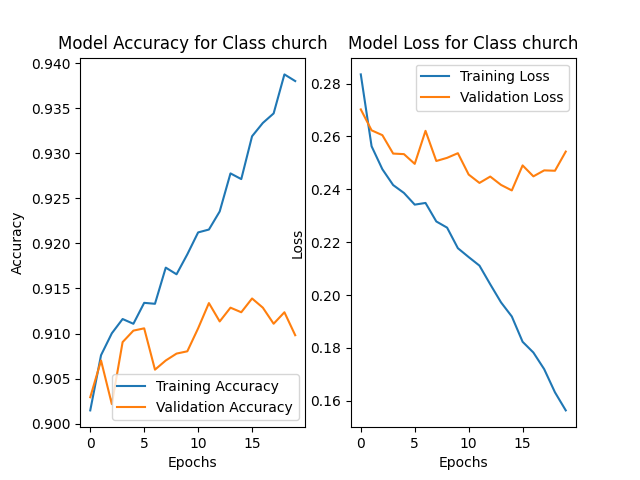 Model Accuracy for Class church
0.940
0.935
0.930
0.925
0.920
0.915
0.910
0.905
0.900
Accuracy
0
5
10
15
Epochs
Training Accuracy
Validation Accuracy
Model Loss for Class church
0.28
0.26
0.24
0.22
0.20
0.18
0.16
Loss
0
5
10
15
Epochs
Training Loss
Validation Loss